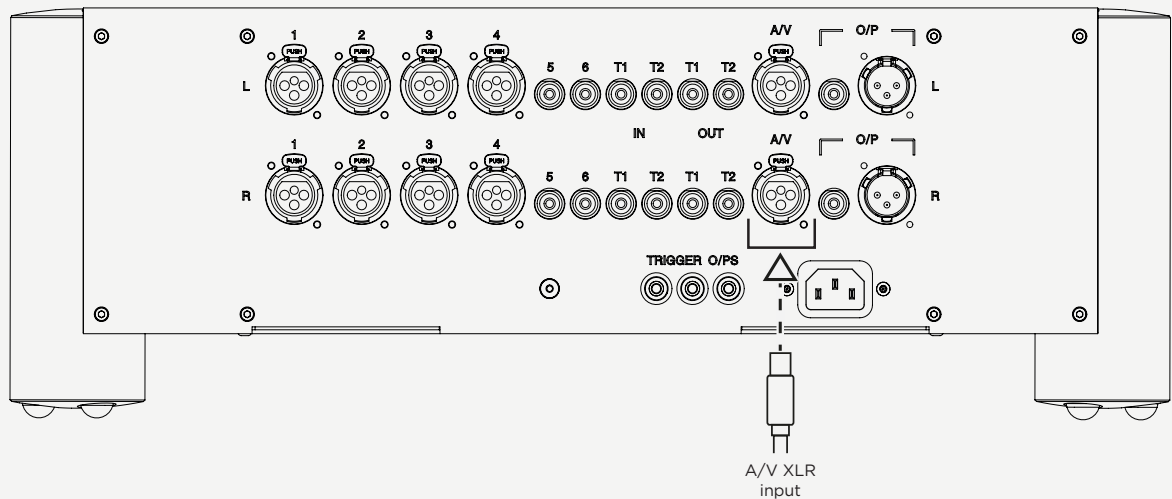 A/V O/P
1 2 3 4
PUSH PUSH PUSH PUSH PUSH
5 6 T1 T2 T1 T2
L L
IN OUT
A/V O/P
1 2 3 4
PUSH PUSH PUSH PUSH PUSH
5 6 T1 T2 T1 T2
R R
TRIGGER O/PS
A/V XLR
input